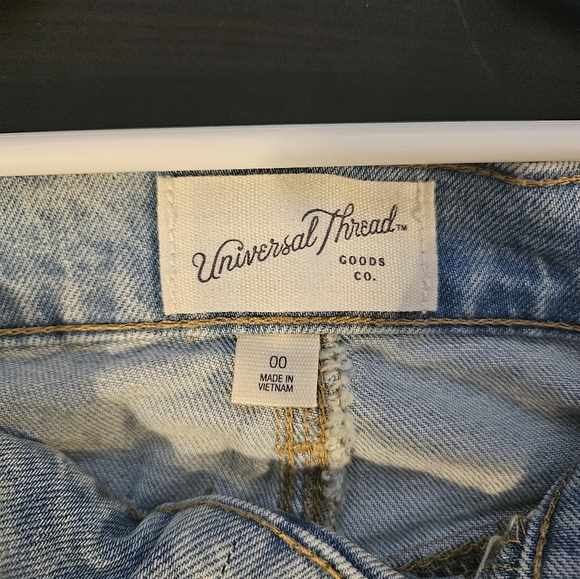 Universal Thread™
GOODS
CO.
00
MADE IN
VIETNAM